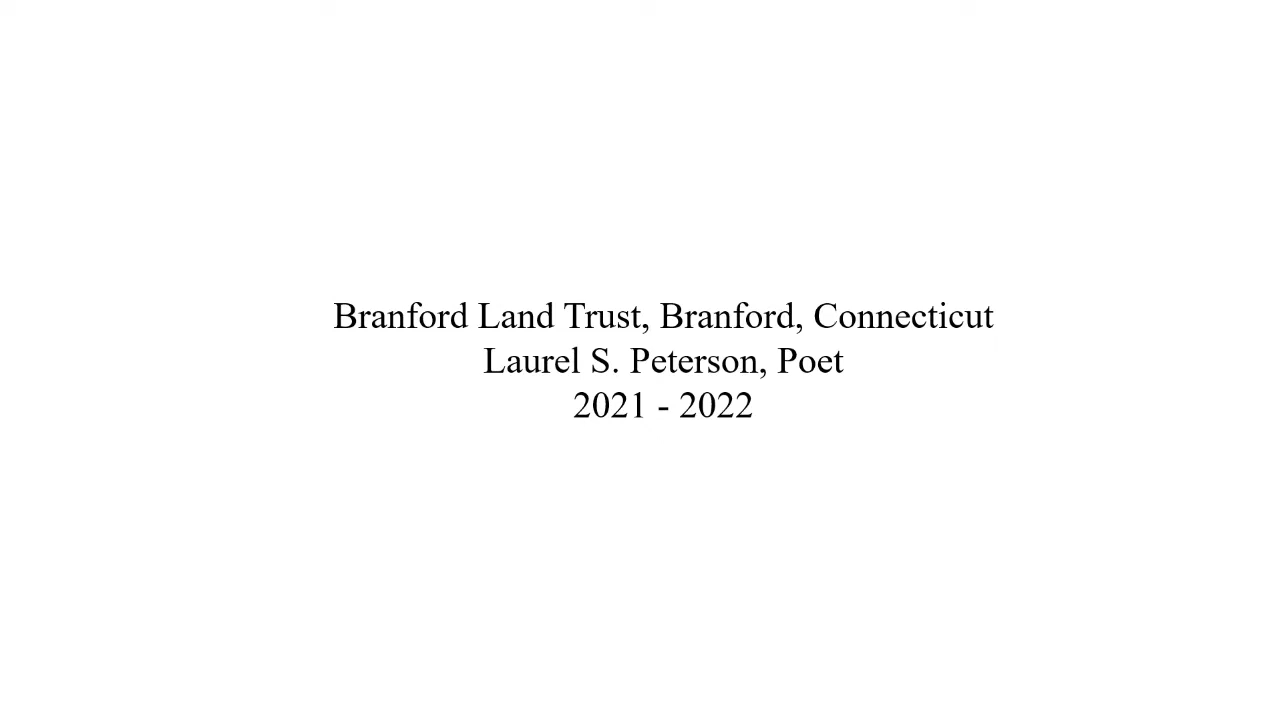 Branford Land Trust, Branford, Connecticut
Laurel S. Peterson, Poet
2021 - 2022